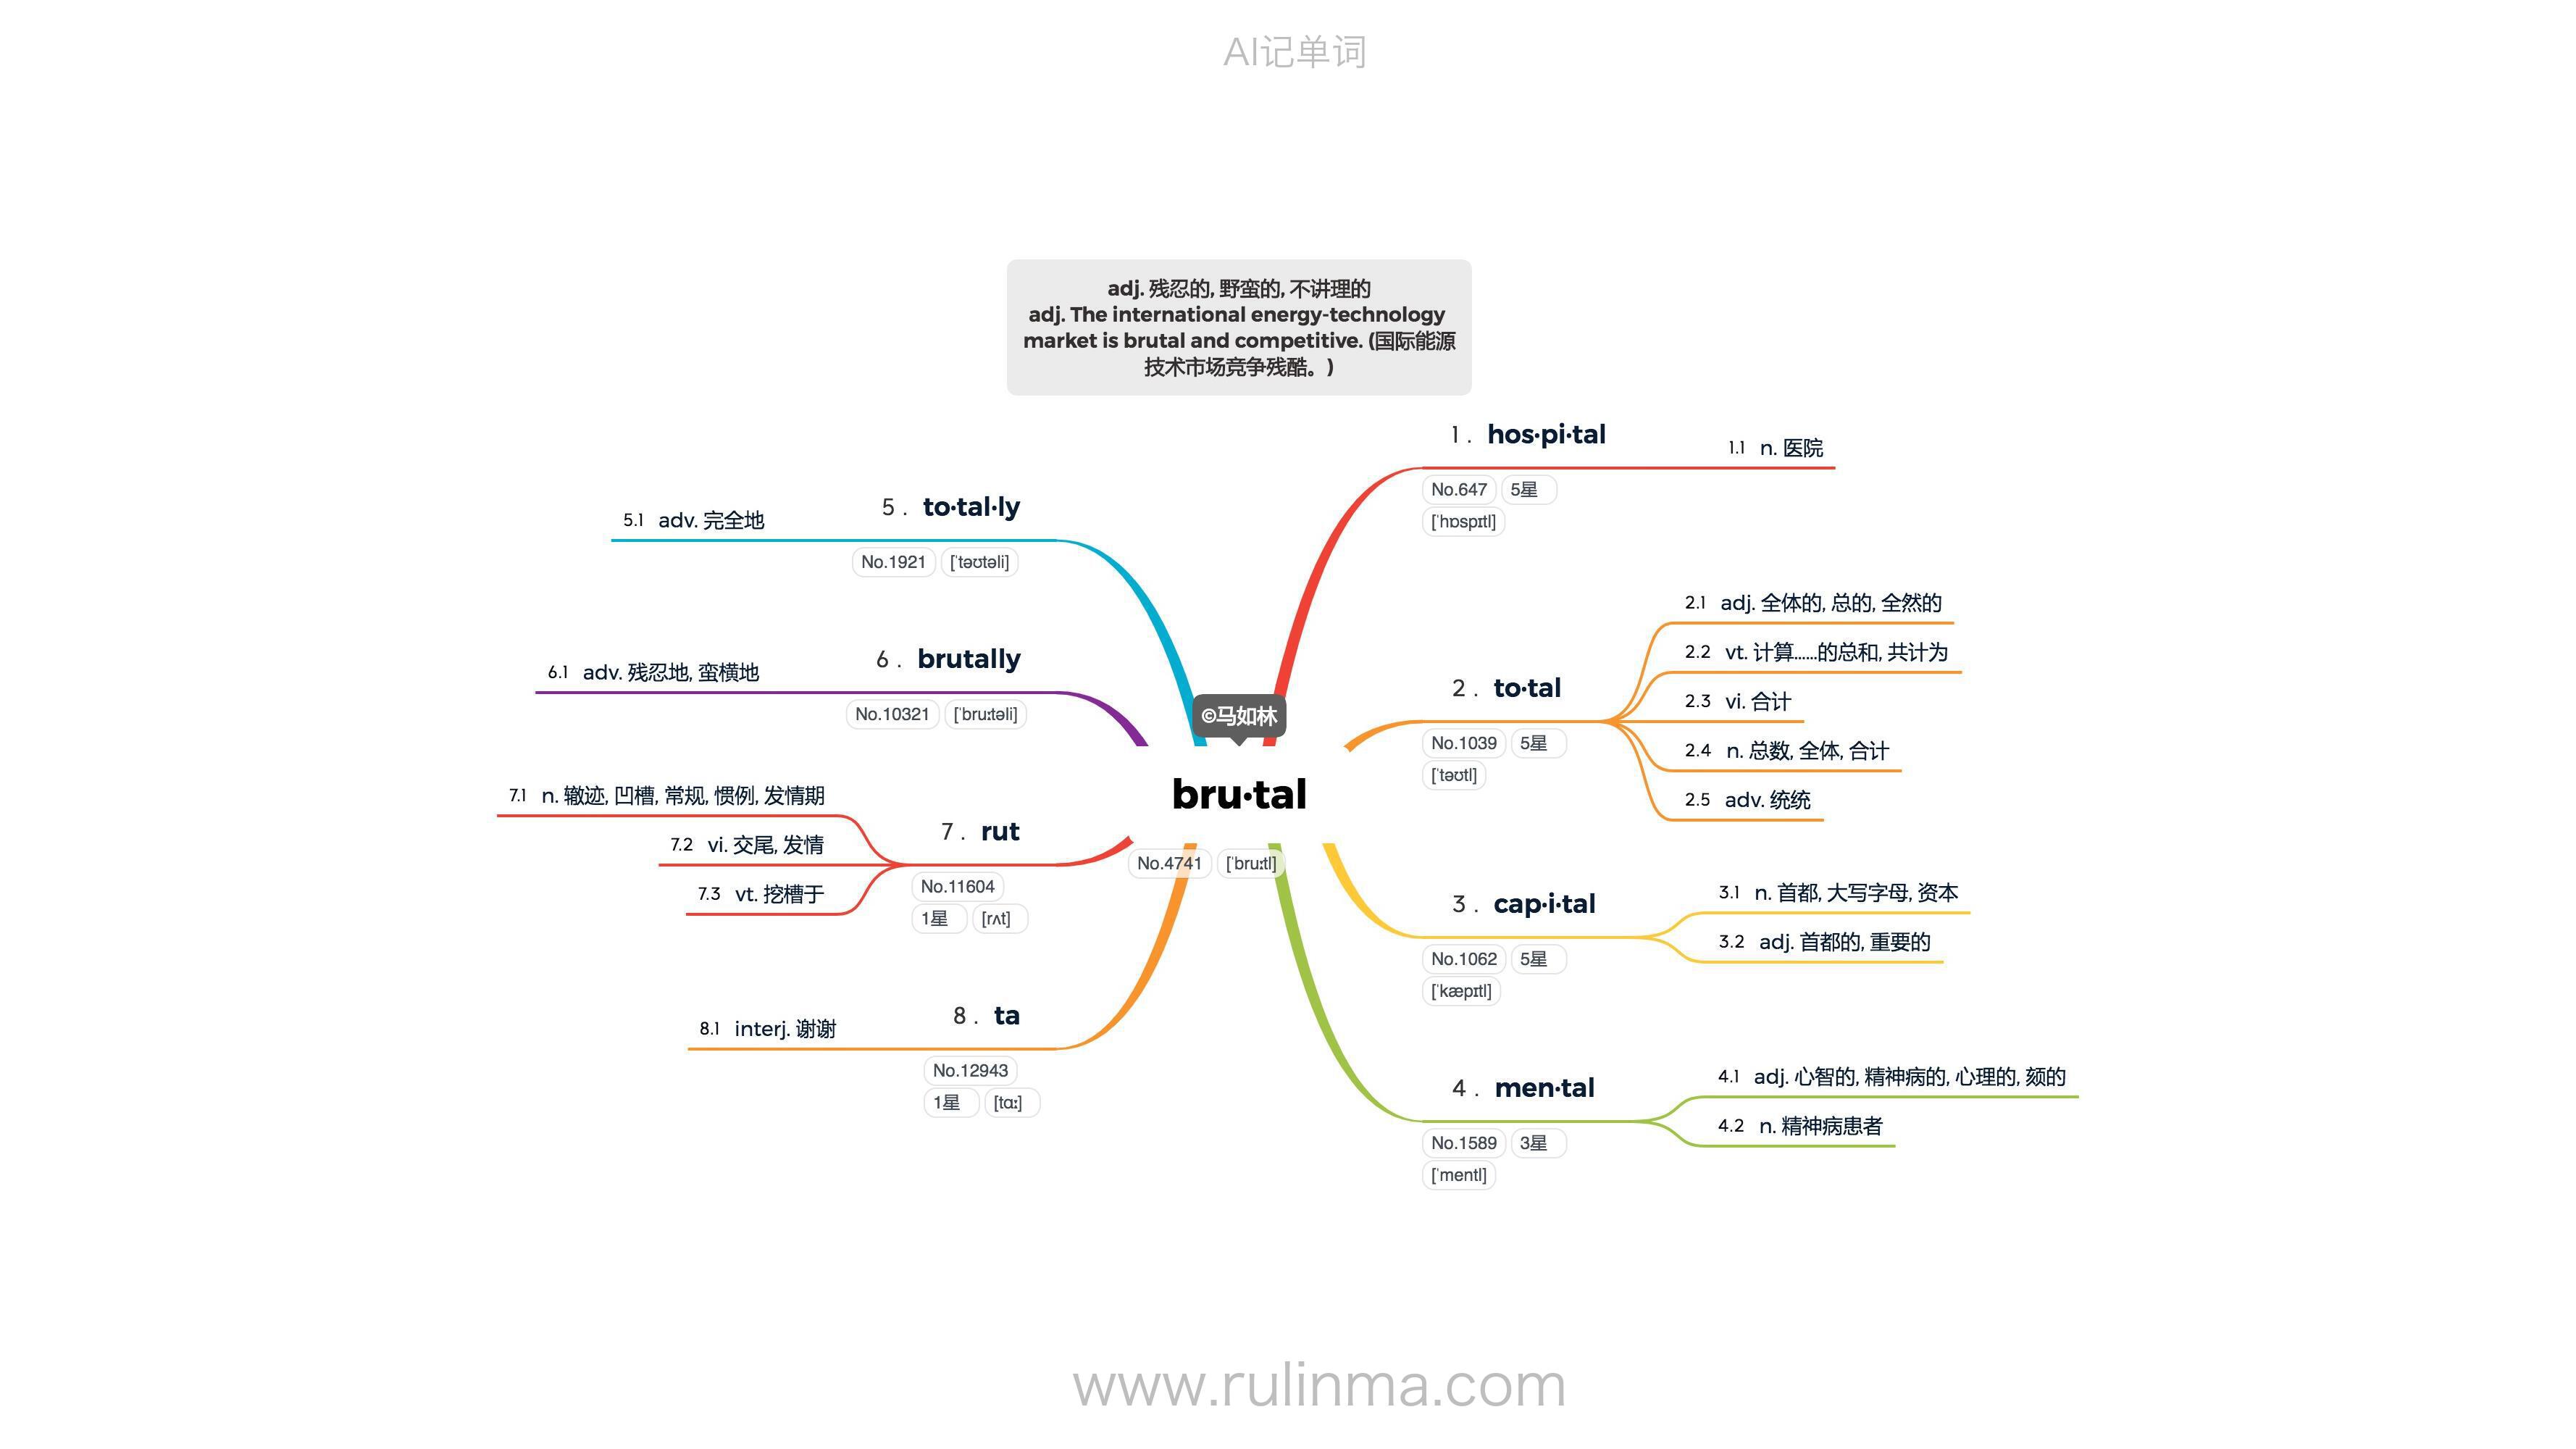 AI记单词
adj. 残忍的, 野蛮的, 不讲理的
adj. The international energy-technology
market is brutal and competitive. (国际能源
技术市场竞争残酷。)
©马如林
bru·tal
No.4741 [ˈbruːtl]
1 . hos·pi·tal
No.647 5星
[ˈhɒspɪtl]
1.1 n. 医院
2 . to·tal
No.1039 5星
[ˈtəʊtl]
2.1 adj. 全体的, 总的, 全然的
2.2 vt. 计算......的总和, 共计为
2.3 vi. 合计
2.4 n. 总数, 全体, 合计
2.5 adv. 统统
3 . cap·i·tal
No.1062 5星
[ˈkæpɪtl]
3.1 n. 首都, 大写字母, 资本
3.2 adj. 首都的, 重要的
4 . men·tal
No.1589 3星
[ˈmentl]
4.1 adj. 心智的, 精神病的, 心理的, 颏的
4.2 n. 精神病患者
5 . to·tal·ly
No.1921 [ˈtəʊtəli]
5.1 adv. 完全地
6 . brutally
No.10321 [ˈbruːtəli]
6.1 adv. 残忍地, 蛮横地
7 . rut
No.11604
1星 [rʌt]
7.1 n. 辙迹, 凹槽, 常规, 惯例, 发情期
7.2 vi. 交尾, 发情
7.3 vt. 挖槽于
8 . ta
No.12943
1星 [tɑː]
8.1 interj. 谢谢
www.rulinma.com